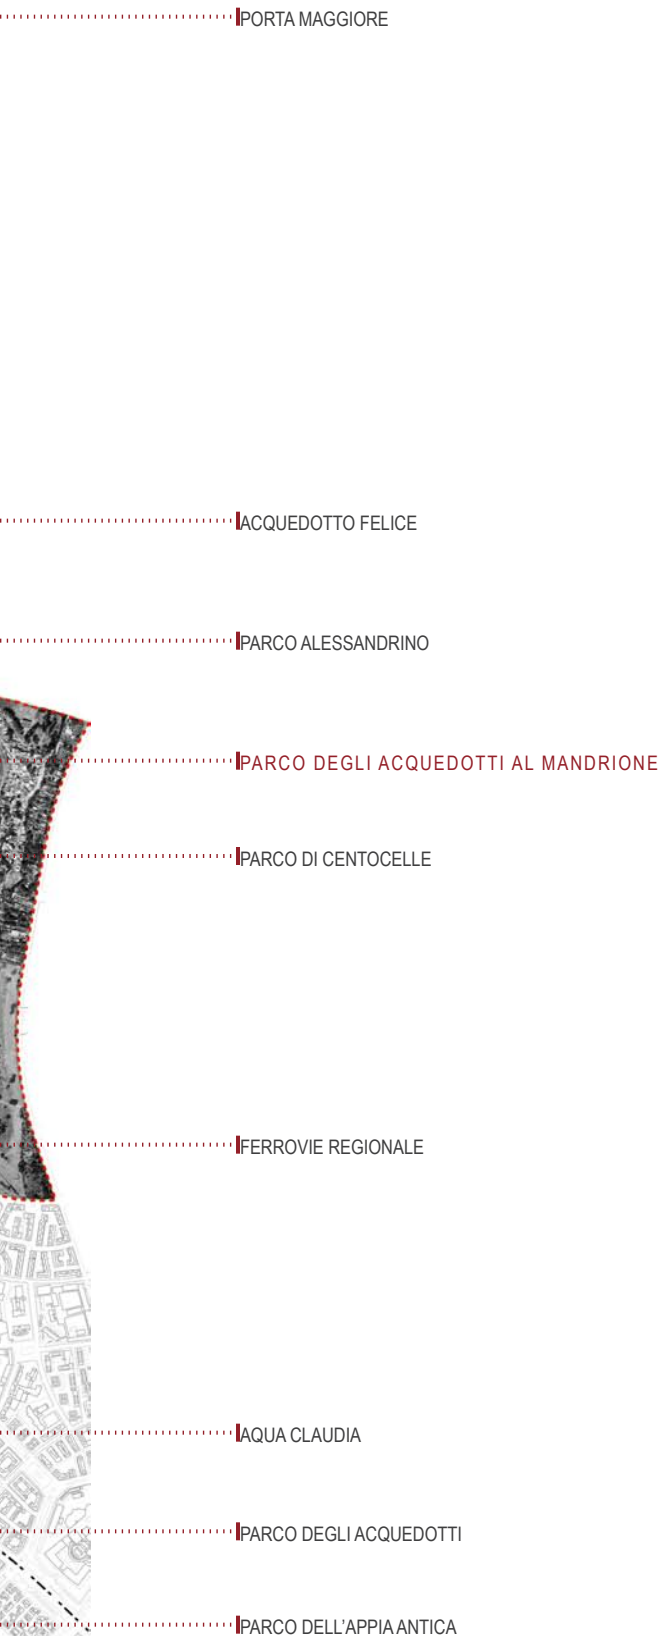 PORTA MAGGIORE
ACQUEDOTTO FELICE
PARCO ALESSANDRINO
PARCO DEGLI ACQUEDOTTI AL MANDRIONE
PARCO DI CENTOCELLE
FERROVIE REGIONALE
AQUA CLAUDIA
PARCO DEGLI ACQUEDOTTI
PARCO DELL'APPIA ANTICA